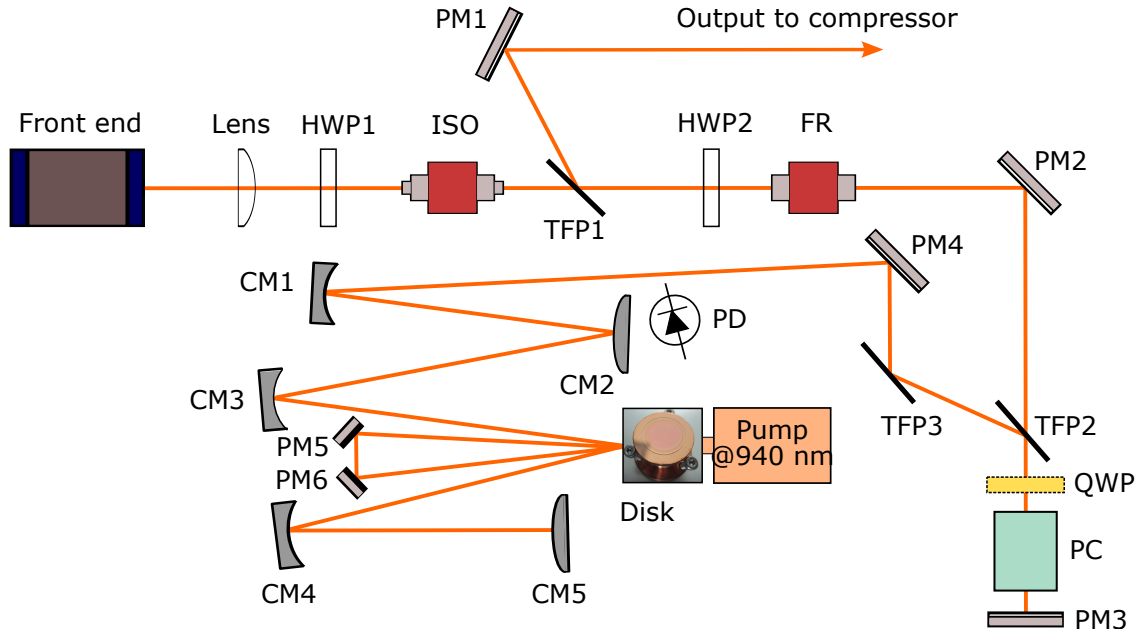 PM1
Output to compressor
Front end
Lens
HWP1
ISO
HWP2
FR
PM2
TFP1
PM4
CM1
PD
CM2
CM3
TFP3
TFP2
PM5
PM6
Pump
@940 nm
QWP
Disk
PC
CM4
CM5
PM3